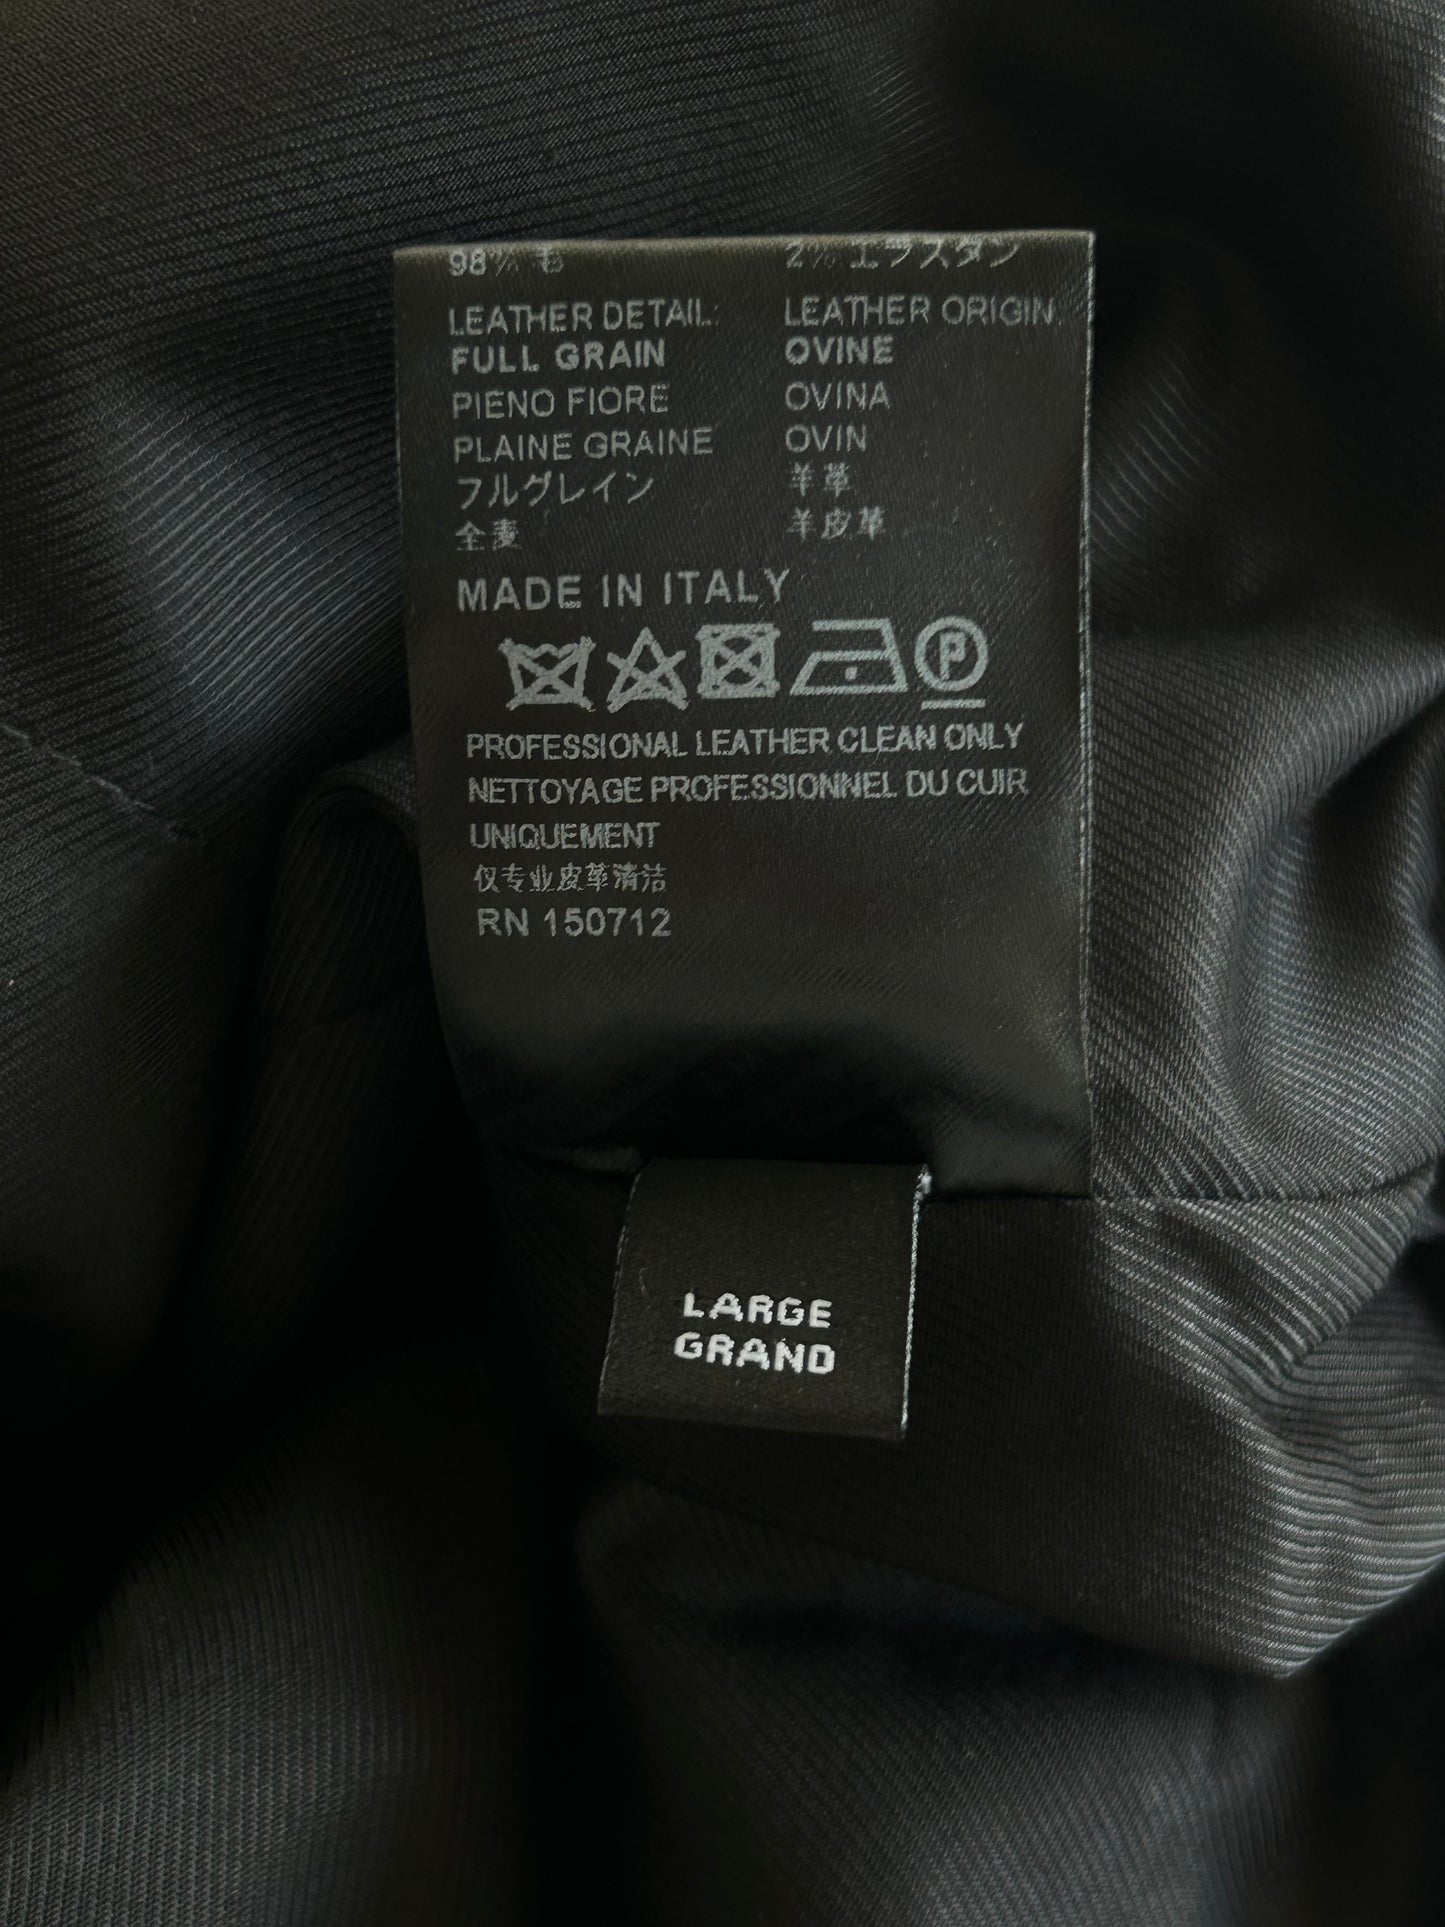 98% 毛 2% エラスタン
LEATHER DETAIL: LEATHER ORIGIN:
FULL GRAIN OVINE
PIENO FIORE OVINA
PLAINE GRAINE OVIN
フルグレイン 羊革
全麦 羊皮革
MADE IN ITALY
P
PROFESSIONAL LEATHER CLEAN ONLY
NETTOYAGE PROFESSIONNEL DU CUIR
UNIQUEMENT
仅专业皮革清洁
RN 150712
LARGE
GRAND